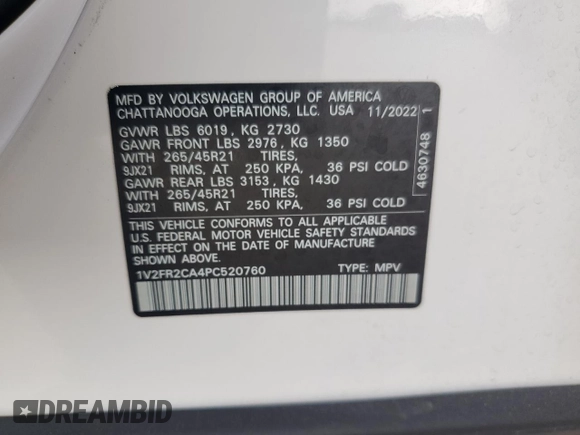 MFD BY VOLKSWAGEN GROUP OF AMERICA
CHATTANOOGA OPERATIONS, LLC. USA 11/2022
GVWR LBS 6019, KG 2730
GAWR FRONT LBS 2976, KG 1350
WITH 265/45R21 TIRES,
9JX21 RIMS, AT 250 KPA, 36 PSI COLD
GAWR REAR LBS 3153, KG 1430
WITH 265/45R21 TIRES,
9JX21 RIMS, AT 250 KPA, 36 PSI COLD
THIS VEHICLE CONFORMS TO ALL APPLICABLE
U.S. FEDERAL MOTOR VEHICLE SAFETY STANDARDS
IN EFFECT ON THE DATE OF MANUFACTURE
SHOWN ABOVE.
1V2FR2CA4PC520760 TYPE: MPV
4630748 1
DREAMBID